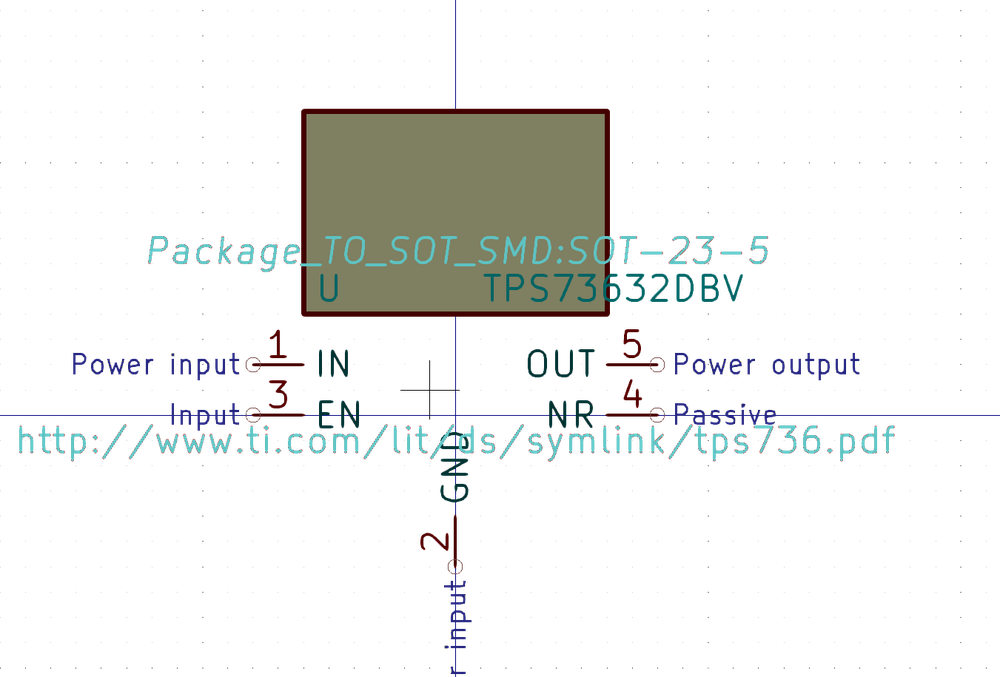 Package_TO_SOT_SMD:SOT-23-5
U TPS73632DBV
Power input 1 IN OUT 5 Power output
Input 3 EN NR 4 Passive
http://www.ti.com/lit/ds/symlink/tps736.pdf
GND
2
input